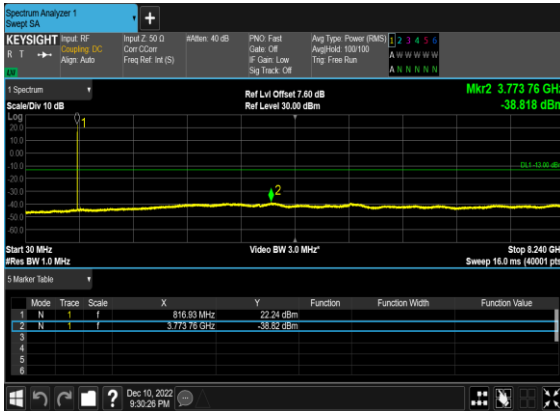 Spectrum Analyzer 1
Swept SA
+
KEYSIGHT Input: RF Input Z: 50 Ω #Atten: 40 dB PNO: Fast Avg Type: Power (RMS) 1 2 3 4 5 6
R T Coupling: DC Corr CCorr Gate: Off Avg|Hold: 100/100 A W W W W W
Align: Auto Freq Ref: Int (S) IF Gain: Low Trig: Free Run
Sig Track: Off A N N N N N
1 Spectrum
Scale/Div 10 dB
Ref Lvl Offset 7.60 dB
Ref Level 30.00 dBm
Mkr2 3.773 76 GHz
-38.818 dBm
Log
1
20.0
10.0
0.00
-10.0
DL1 -13.00 dBm
-20.0
-30.0
2
-40.0
-50.0
-60.0
Start 30 MHz Video BW 3.0 MHz* Stop 8.240 GHz
#Res BW 1.0 MHz Sweep 16.0 ms (40001 pts)
5 Marker Table
Mode Trace Scale X Y Function Function Width Function Value
1 N 1 f 816.93 MHz 22.24 dBm
2 N 1 f 3.773 76 GHz -38.82 dBm
3
4
5
6
?
Dec 10, 2022
9:30:26 PM